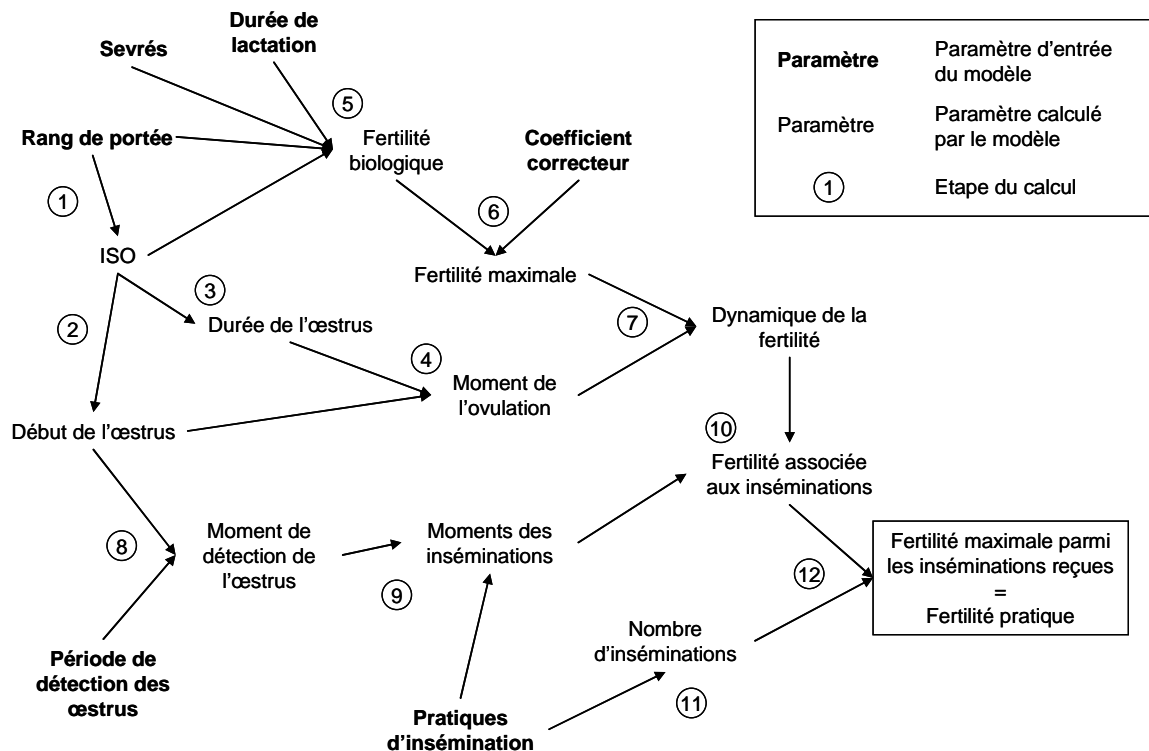 Durée de
lactation
Sevrés
Paramètre
Paramètre d'entrée
du modèle
Paramètre
Paramètre calculé
par le modèle
1
Etape du calcul
5
Rang de portée
Fertilité
biologique
Coefficient
correcteur
1
6
ISO
Fertilité maximale
3
2
Durée de l'œstrus
7
Dynamique de la
fertilité
4
Moment de
l'ovulation
Début de l'œstrus
10
Fertilité associée
aux inséminations
8
Moment de
détection de
l'œstrus
Moments des
inséminations
9
12
Fertilité maximale parmi
les inséminations reçues
=
Fertilité pratique
Nombre
d'inséminations
11
Période de
détection des
œstrus
Pratiques
d'insémination